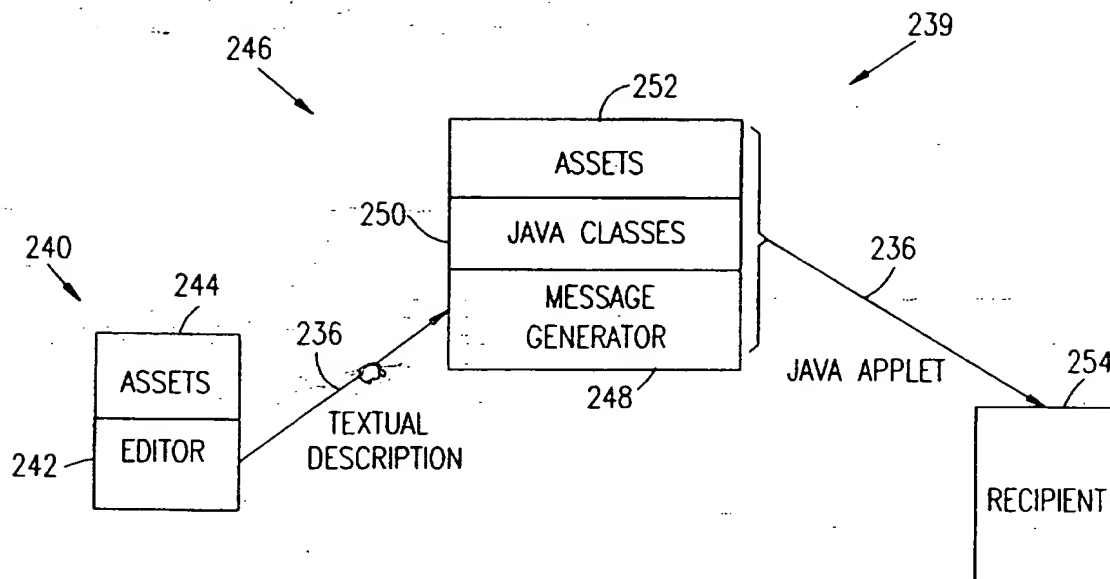 239
246
252
ASSETS
250
JAVA CLASSES
240
244
236
MESSAGE
GENERATOR
236
ASSETS
JAVA APPLET
254
248
TEXTUAL
DESCRIPTION
242
EDITOR
RECIPIENT